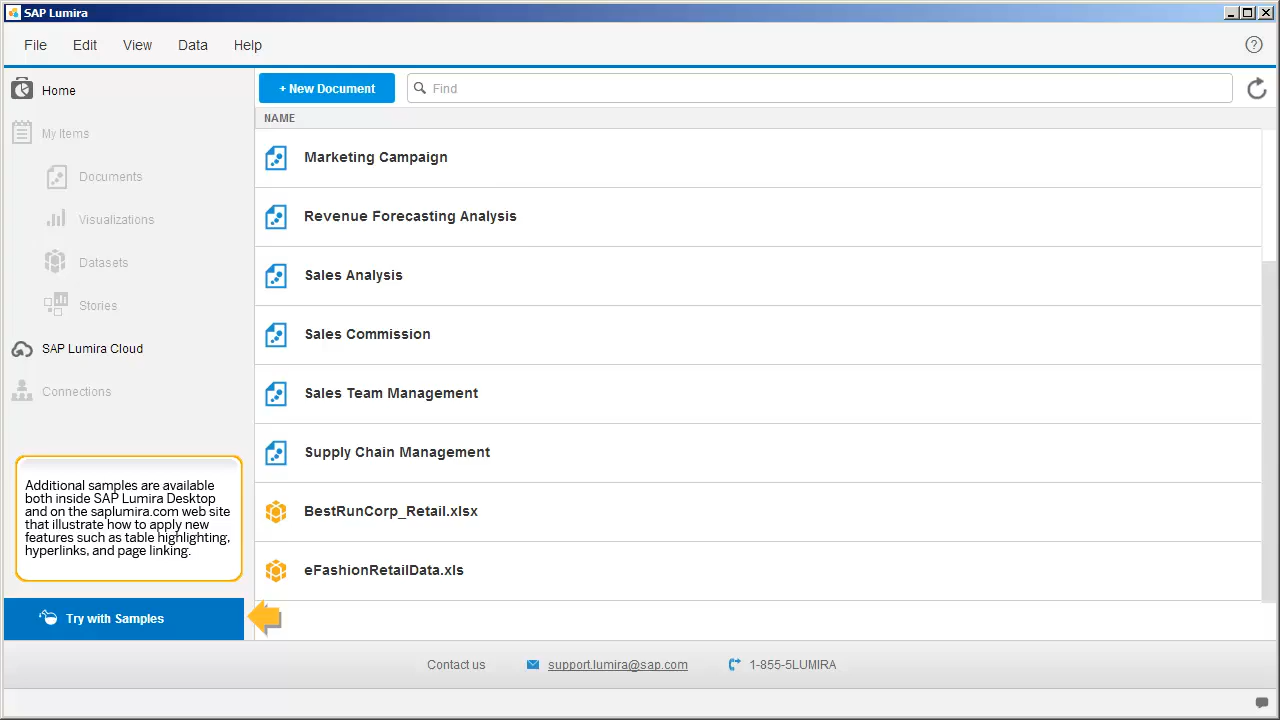 SAP Lumira
File Edit View Data Help
Home
My Items
Documents
Visualizations
Datasets
Stories
SAP Lumira Cloud
Connections
Additional samples are available
both inside SAP Lumira Desktop
and on the saplumira.com web site
that illustrate how to apply new
features such as table highlighting,
hyperlinks, and page linking.
Try with Samples
+ New Document
Find
NAME
Marketing Campaign
Revenue Forecasting Analysis
Sales Analysis
Sales Commission
Sales Team Management
Supply Chain Management
BestRunCorp_Retail.xlsx
eFashionRetailData.xls
Contact us support.lumira@sap.com 1-855-5LUMIRA